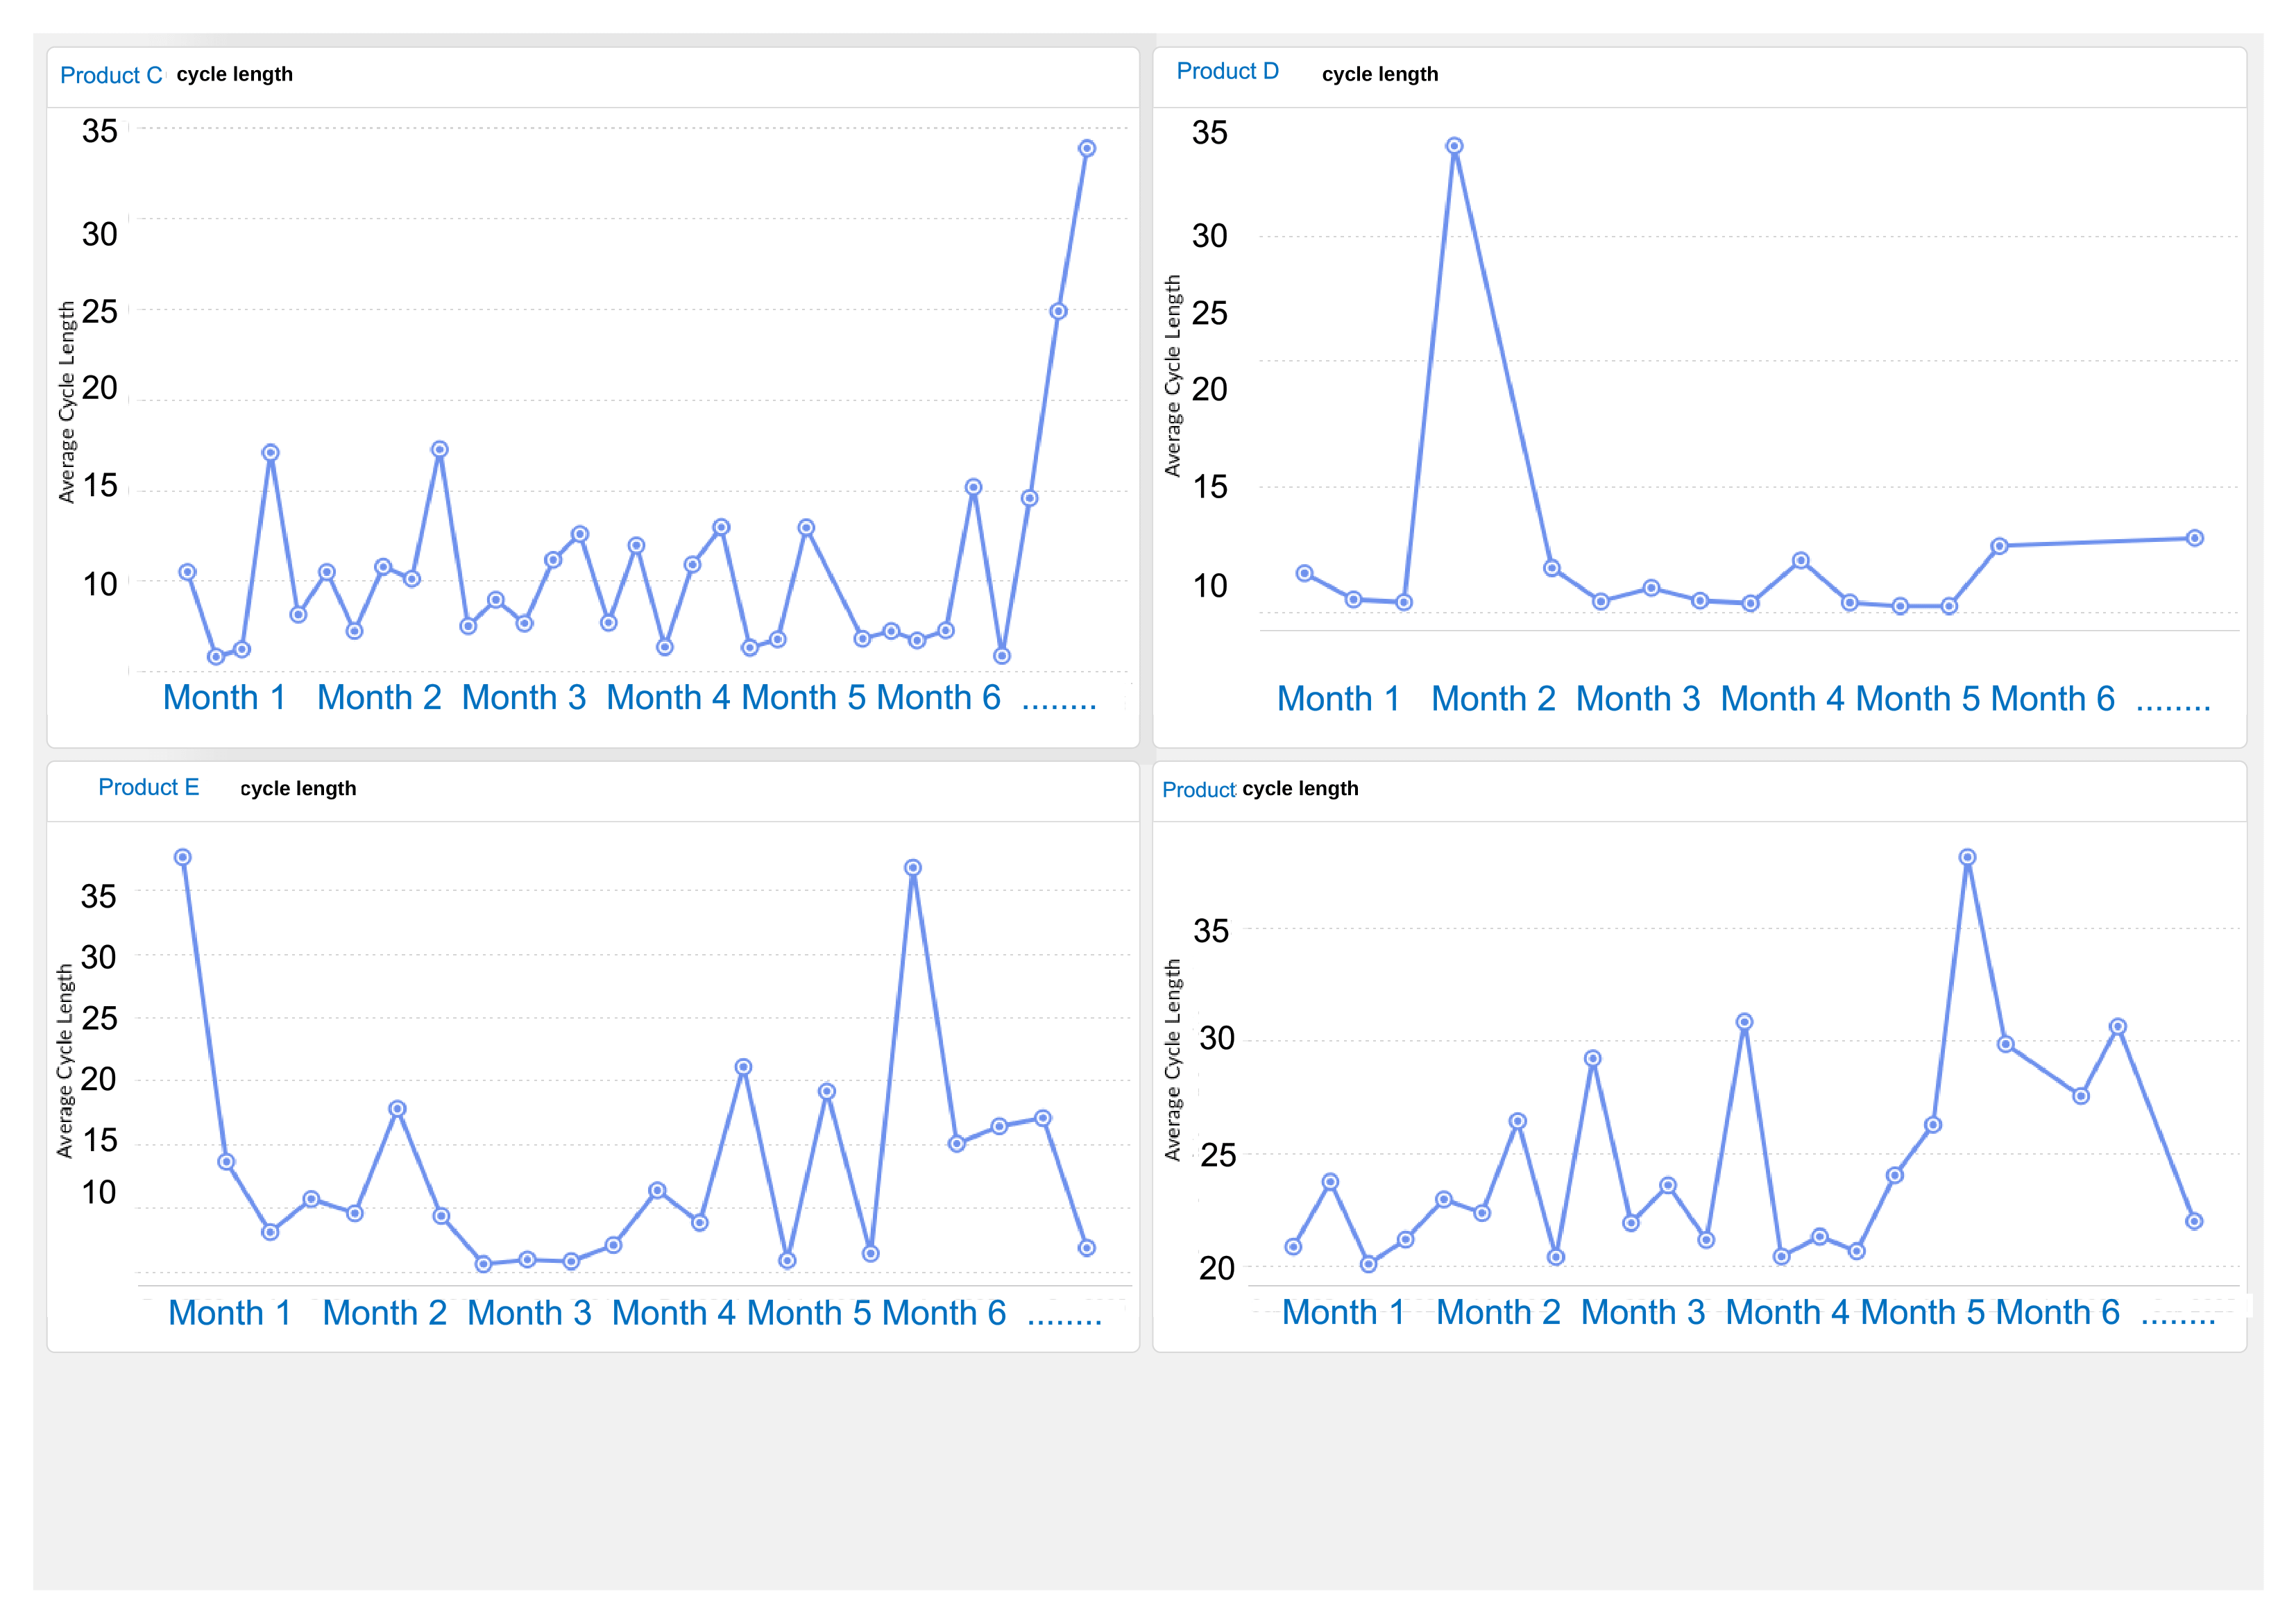 Product C cycle length
35
30
25
20
15
10
Average Cycle Length
Month 1 Month 2 Month 3 Month 4 Month 5 Month 6 ........
Product D cycle length
35
30
25
20
15
10
Average Cycle Length
Month 1 Month 2 Month 3 Month 4 Month 5 Month 6 ........
Product E cycle length
35
30
25
20
15
10
Average Cycle Length
Month 1 Month 2 Month 3 Month 4 Month 5 Month 6 ........
Product cycle length
35
30
25
20
Average Cycle Length
Month 1 Month 2 Month 3 Month 4 Month 5 Month 6 ........